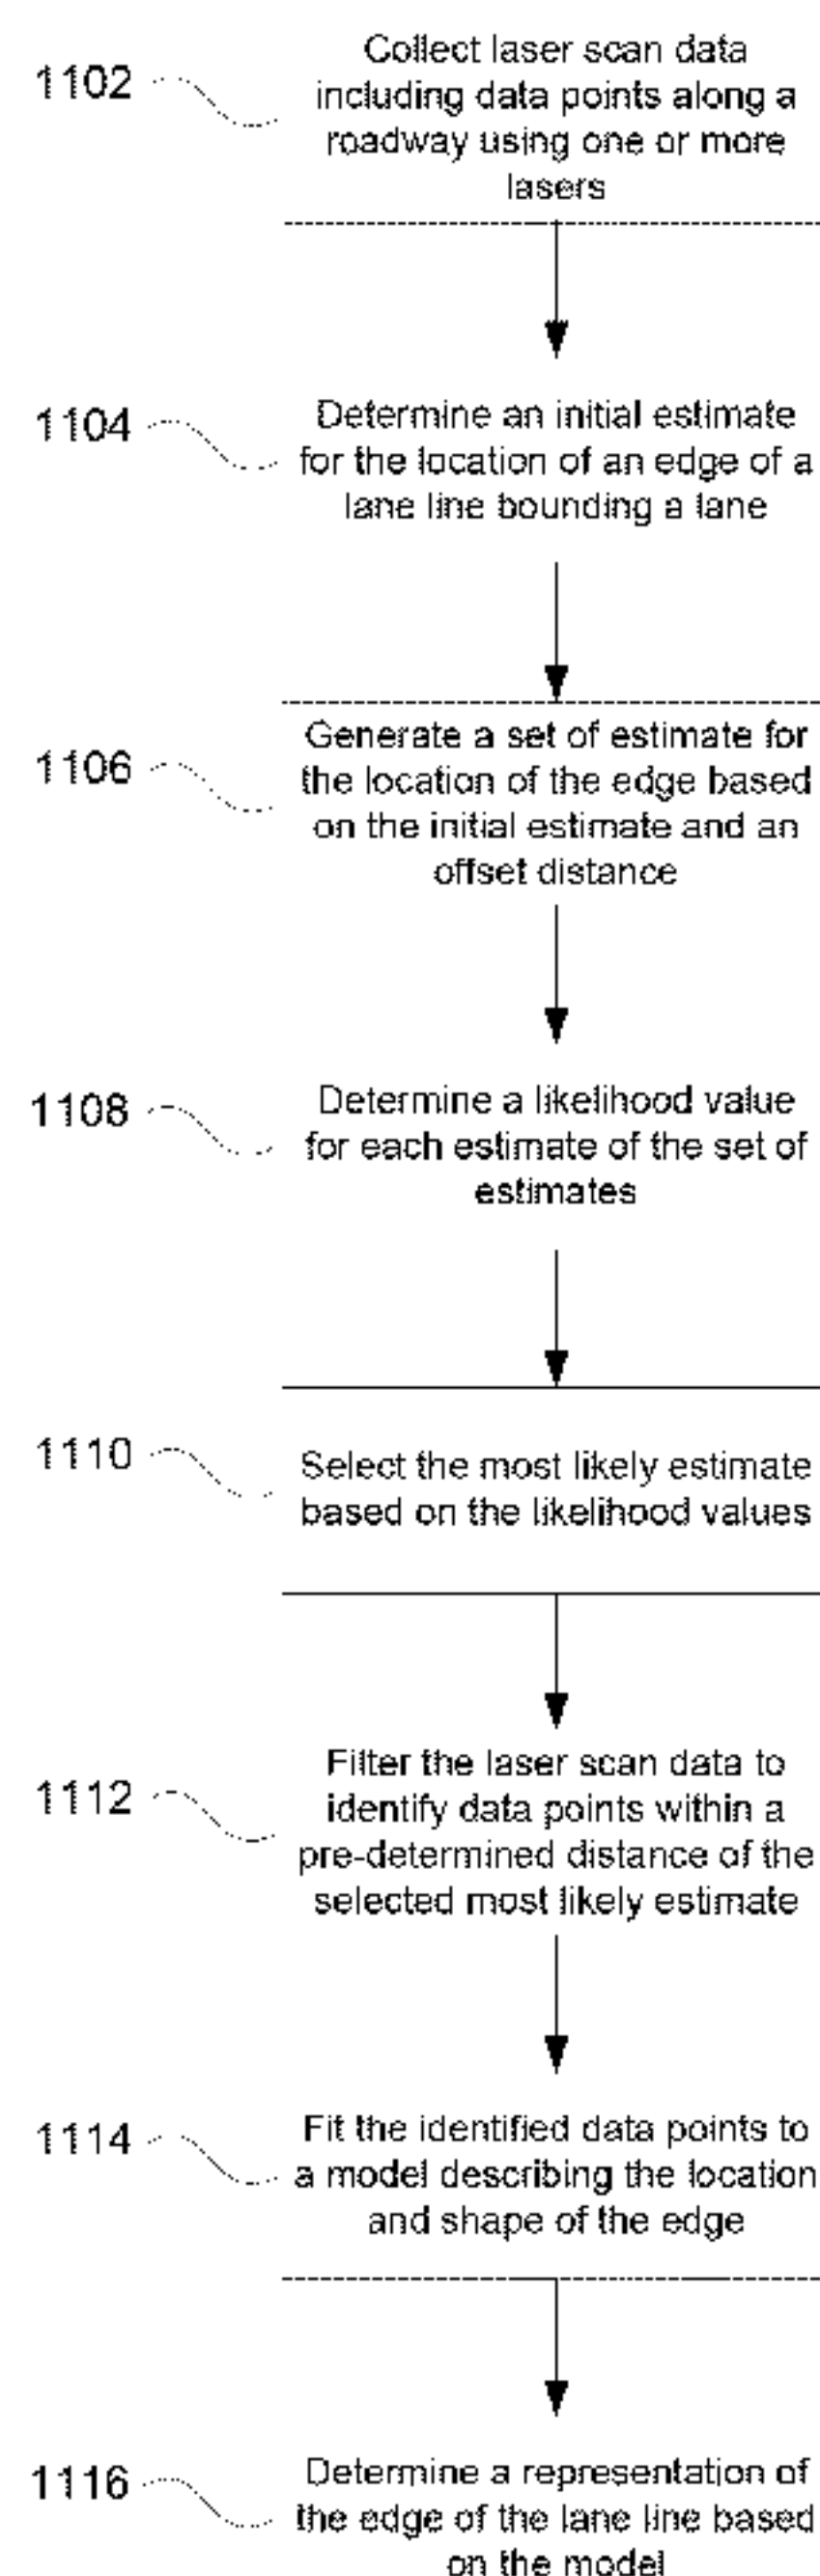 1102
Collect laser scan data
including data points along a
roadway using one or more
lasers
1104
Determine an initial estimate
for the location of an edge of a
lane line bounding a lane
1106
Generate a set of estimate for
the location of the edge based
on the initial estimate and an
offset distance
1108
Determine a likelihood value
for each estimate of the set of
estimates
1110
Select the most likely estimate
based on the likelihood values
1112
Filter the laser scan data to
identify data points within a
pre-determined distance of the
selected most likely estimate
1114
Fit the identified data points to
a model describing the location
and shape of the edge
1116
Determine a representation of
the edge of the lane line based
on the model